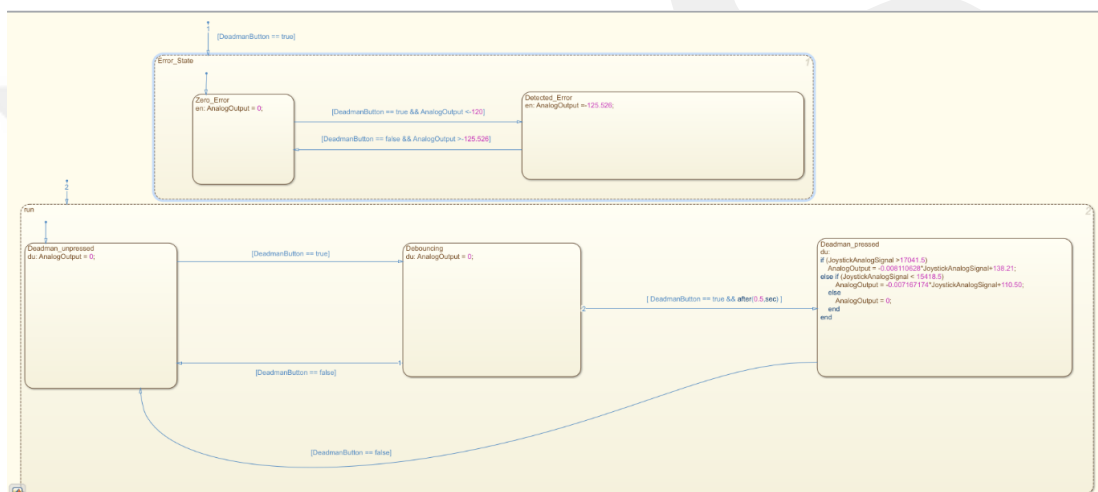 1
[DeadmanButton == true]
Error_State
1
Zero_Error
en: AnalogOutput = 0;
[DeadmanButton == true && AnalogOutput <-120]
[DeadmanButton == false && AnalogOutput >-125.526]
Detected_Error
en: AnalogOutput =-125.526;
2
run
2
Deadman_unpressed
du: AnalogOutput = 0;
[DeadmanButton == true]
1
[DeadmanButton == false]
Debouncing
du: AnalogOutput = 0;
[ DeadmanButton == true && after(0.5,sec) ]
2
Deadman_pressed
du:
if (JoystickAnalogSignal >17041.5)
AnalogOutput = -0.008110628*JoystickAnalogSignal+138.21;
else if (JoystickAnalogSignal < 15418.5)
AnalogOutput = -0.007167174*JoystickAnalogSignal+110.50;
else
AnalogOutput = 0;
end
end
[DeadmanButton == false]